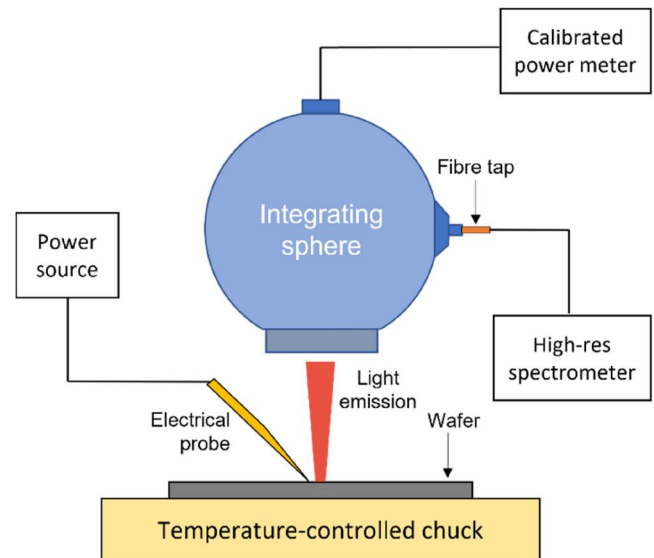 Calibrated
power meter
Fibre tap
Integrating
sphere
Power
source
High-res
spectrometer
Light
emission
Electrical
probe
Wafer
Temperature-controlled chuck